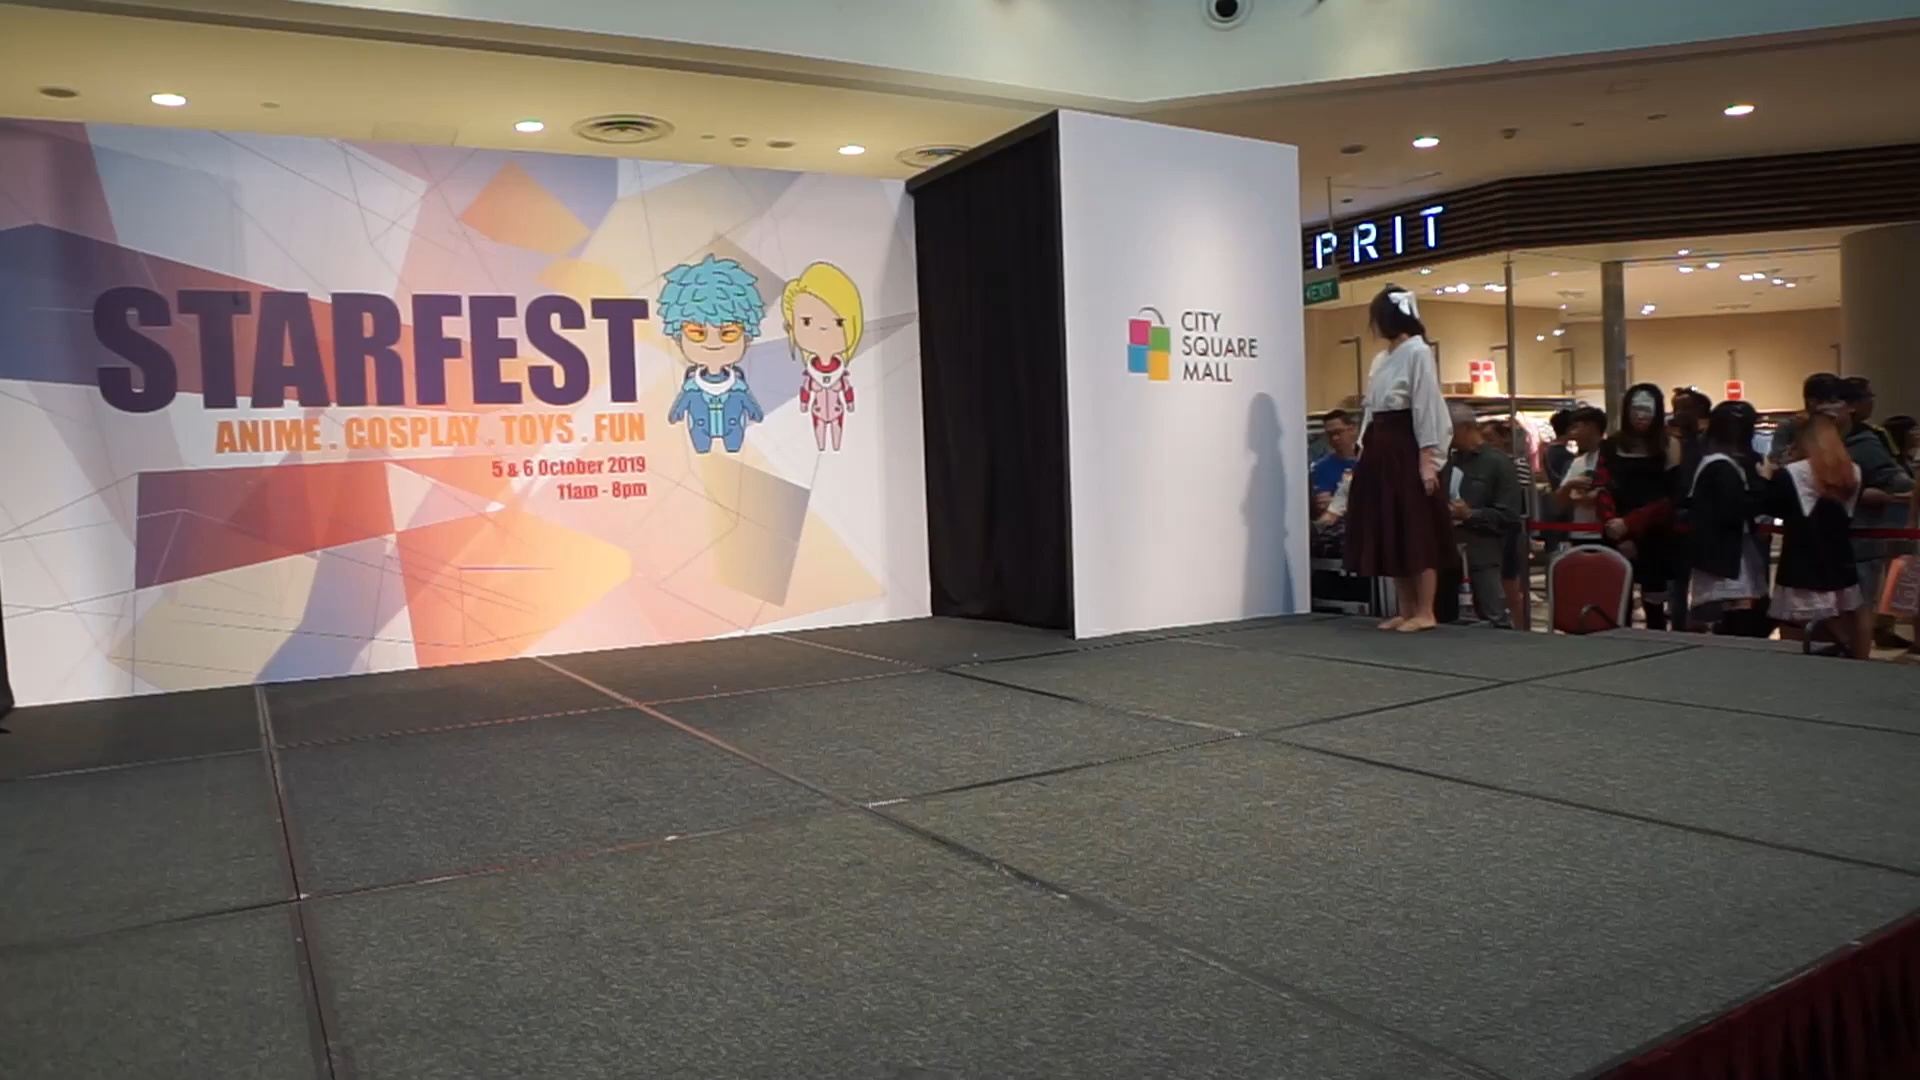 STARFEST
ANIME . COSPLAY . TOYS . FUN
5 & 6 October 2019
11am - 8pm
CITY
SQUARE
MALL
PRIT
EXIT